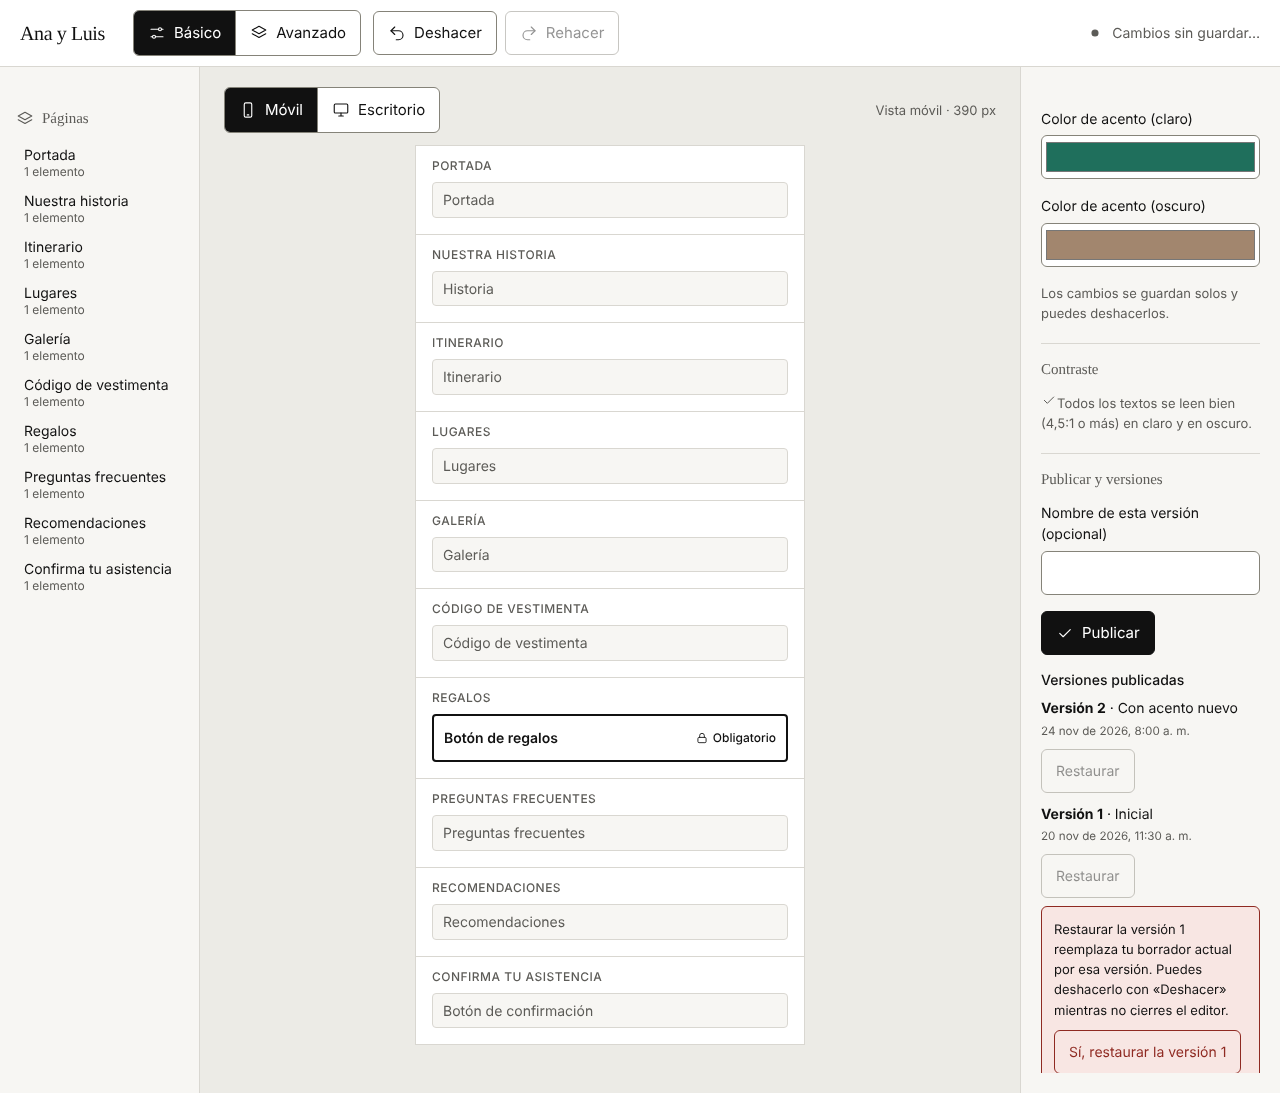 Ana y Luis
Básico
Avanzado
Deshacer
Rehacer
Cambios sin guardar...
Páginas
Portada
1 elemento
Nuestra historia
1 elemento
Itinerario
1 elemento
Lugares
1 elemento
Galería
1 elemento
Código de vestimenta
1 elemento
Regalos
1 elemento
Preguntas frecuentes
1 elemento
Recomendaciones
1 elemento
Confirma tu asistencia
1 elemento
Móvil
Escritorio
Vista móvil · 390 px
PORTADA
Portada
NUESTRA HISTORIA
Historia
ITINERARIO
Itinerario
LUGARES
Lugares
GALERÍA
Galería
CÓDIGO DE VESTIMENTA
Código de vestimenta
REGALOS
Botón de regalos
Obligatorio
PREGUNTAS FRECUENTES
Preguntas frecuentes
RECOMENDACIONES
Recomendaciones
CONFIRMA TU ASISTENCIA
Botón de confirmación
Color de acento (claro)
Color de acento (oscuro)
Los cambios se guardan solos y
puedes deshacerlos.
Contraste
Todos los textos se leen bien
(4,5:1 o más) en claro y en oscuro.
Publicar y versiones
Nombre de esta versión
(opcional)
Publicar
Versiones publicadas
Versión 2 · Con acento nuevo
24 nov de 2026, 8:00 a. m.
Restaurar
Versión 1 · Inicial
20 nov de 2026, 11:30 a. m.
Restaurar
Restaurar la versión 1
reemplaza tu borrador actual
por esa versión. Puedes
deshacerlo con «Deshacer»
mientras no cierres el editor.
Sí, restaurar la versión 1